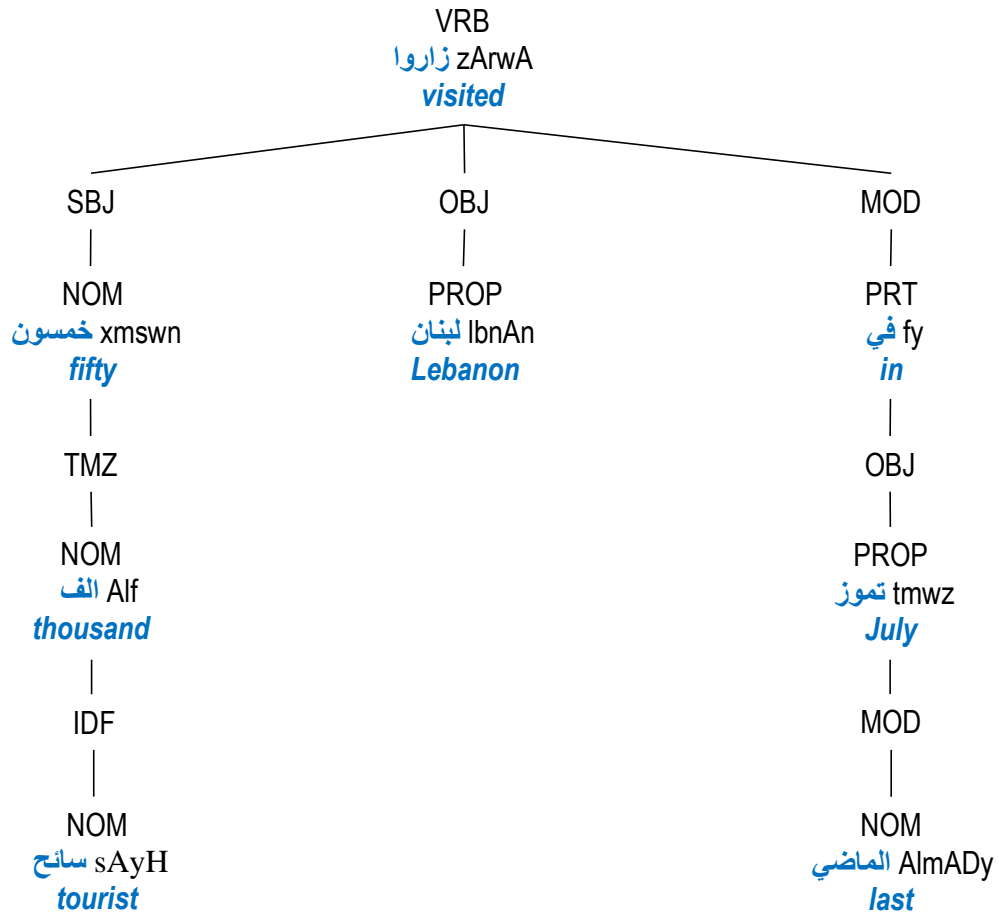 VRB
زاروا zArwA
visited
SBJ
OBJ
MOD
NOM
خمسون xmswn
fifty
PROP
لبنان lbnAn
Lebanon
PRT
في fy
in
TMZ
OBJ
NOM
الف Alf
thousand
PROP
تموز tmwz
July
IDF
MOD
NOM
سائح sAyH
tourist
NOM
الماضي AlmADy
last